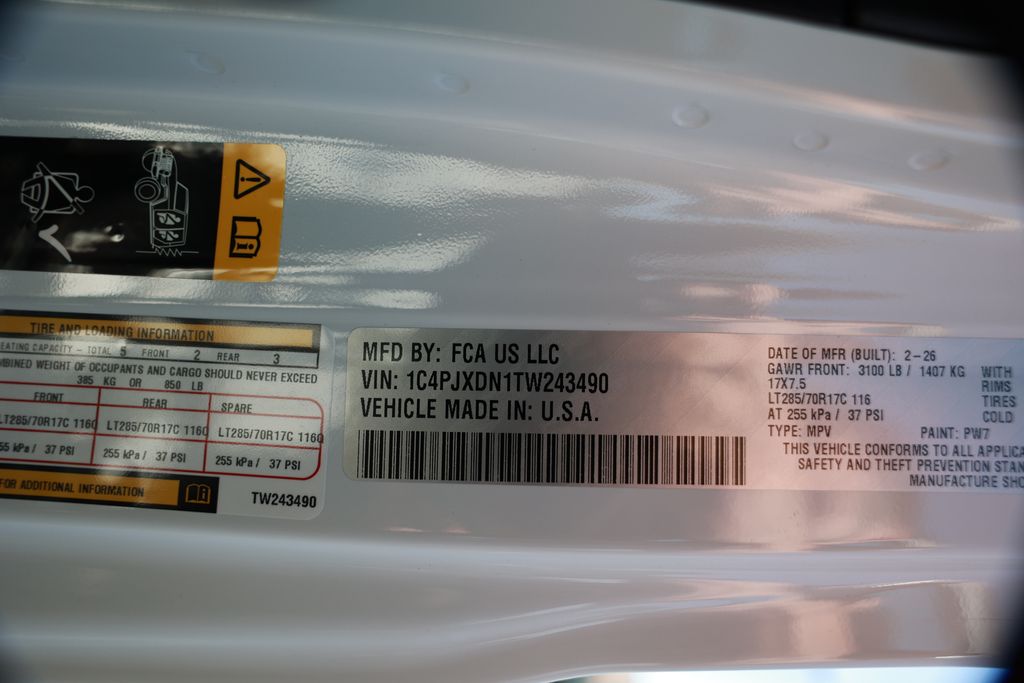 TIRE AND LOADING INFORMATION
EATING CAPACITY - TOTAL 5 FRONT 2 REAR 3
MBINED WEIGHT OF OCCUPANTS AND CARGO SHOULD NEVER EXCEED
385 KG OR 850 LB
FRONT REAR SPARE
LT285/70R17C 116Q LT285/70R17C 116Q LT285/70R17C 116Q
55 kPa / 37 PSI 255 kPa / 37 PSI 255 kPa / 37 PSI
FOR ADDITIONAL INFORMATION
TW243490
MFD BY: FCA US LLC
VIN: 1C4PJXDN1TW243490
VEHICLE MADE IN: U.S.A.
DATE OF MFR (BUILT): 2-26
GAWR FRONT: 3100 LB / 1407 KG WITH
17X7.5 RIMS
LT285/70R17C 116 TIRES
AT 255 kPa / 37 PSI COLD
TYPE: MPV PAINT: PW7
THIS VEHICLE CONFORMS TO ALL APPLICA
SAFETY AND THEFT PREVENTION STAN
MANUFACTURE SHO